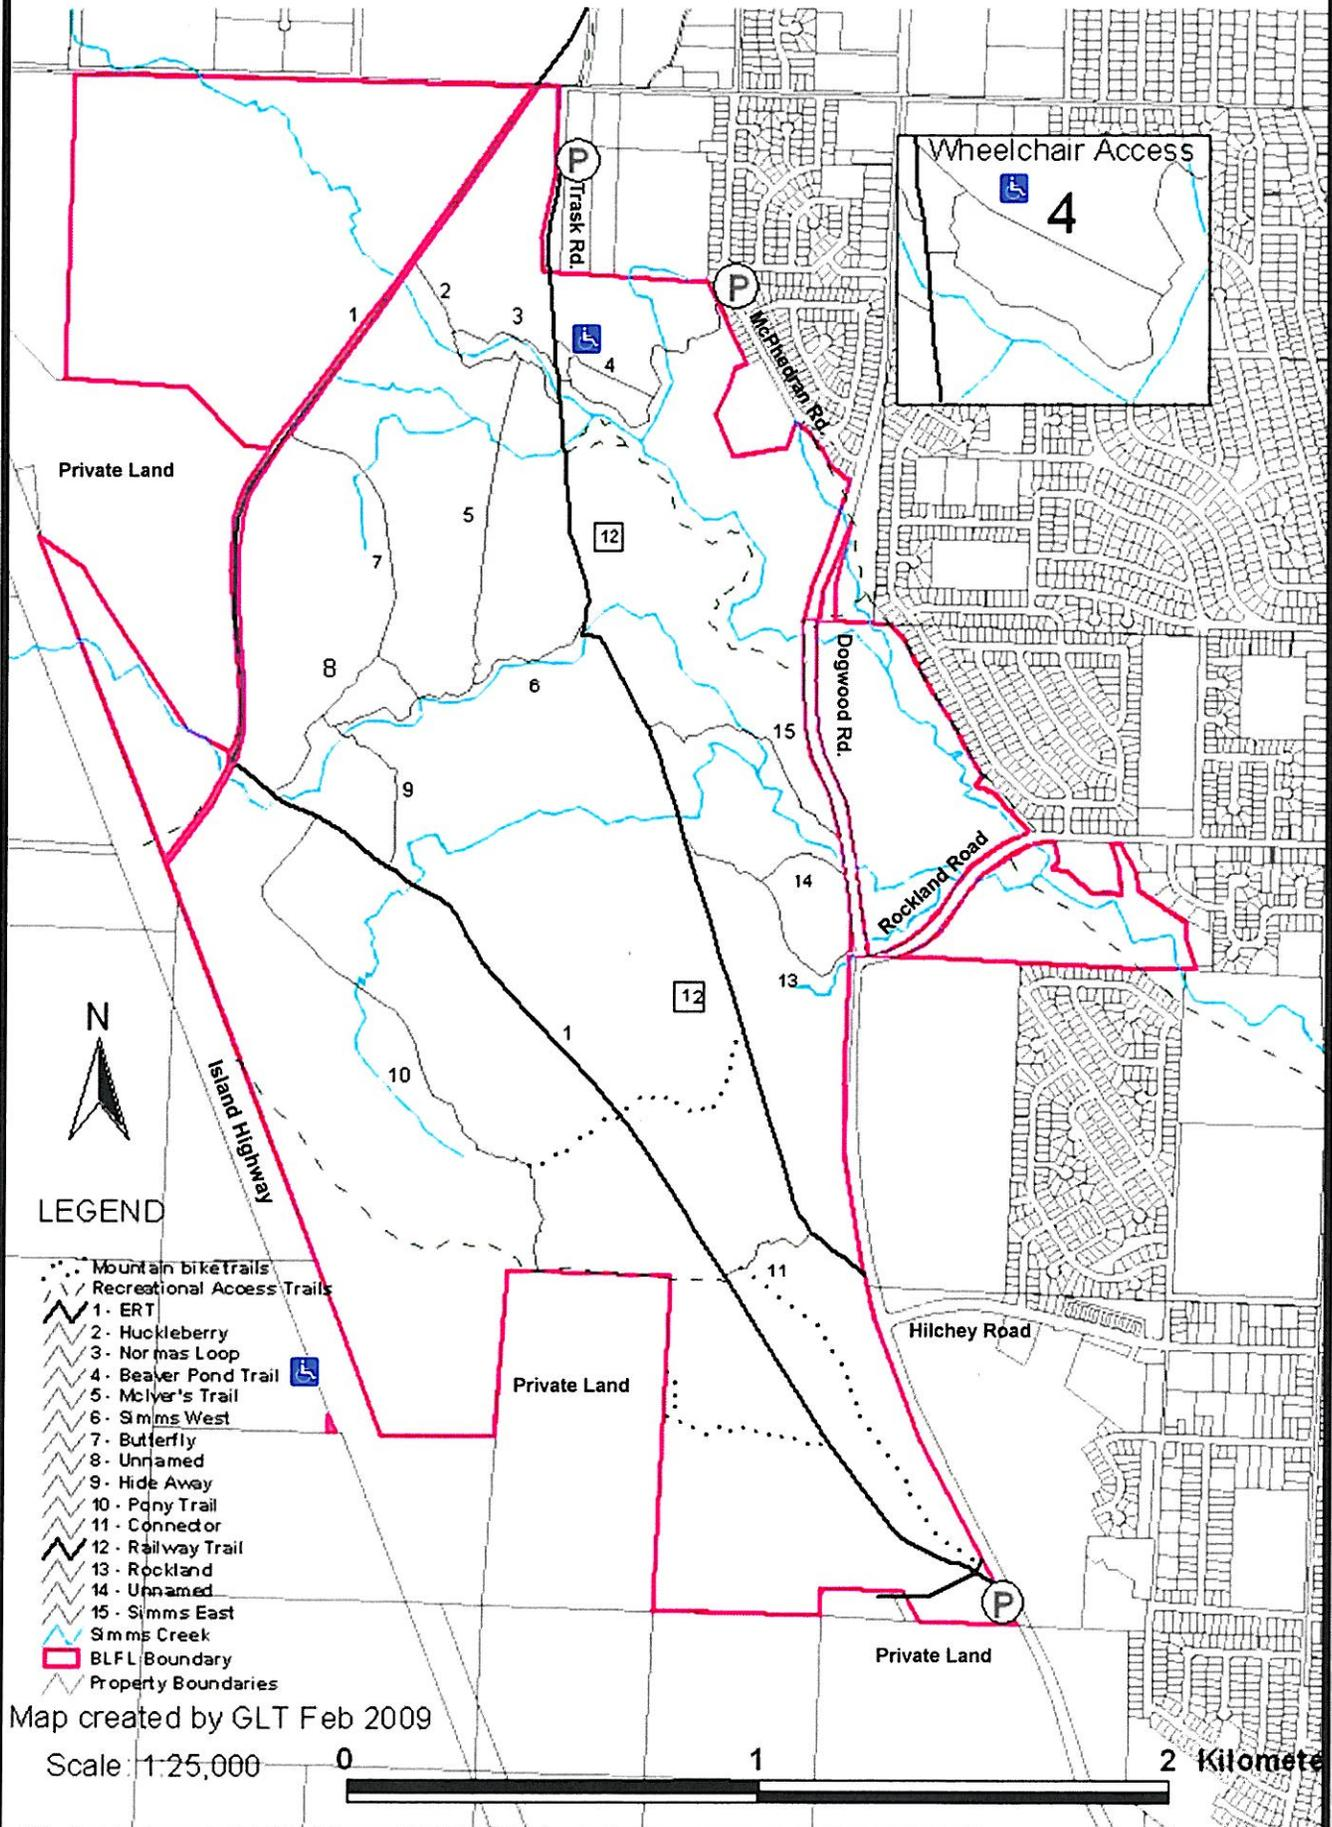 P
Trask Rd.
P
McPhedran Rd.
Wheelchair Access
4
1
2
3
4
Private Land
5
12
7
8
6
Dogwood Rd.
15
9
14
Rockland Road
13
12
1
10
N
Island Highway
11
Hilchey Road
Private Land
P
Private Land
LEGEND
Mountain biketrails
Recreational Access Trails
1 - ERT
2 - Huckleberry
3 - Normas Loop
4 - Beaver Pond Trail
5 - McIver's Trail
6 - Simms West
7 - Butterfly
8 - Unnamed
9 - Hide Away
10 - Pony Trail
11 - Connector
12 - Railway Trail
13 - Rockland
14 - Unnamed
15 - Simms East
Simms Creek
BLFL Boundary
Property Boundaries
Map created by GLT Feb 2009
Scale: 1:25,000
0 1 2 Kilomete